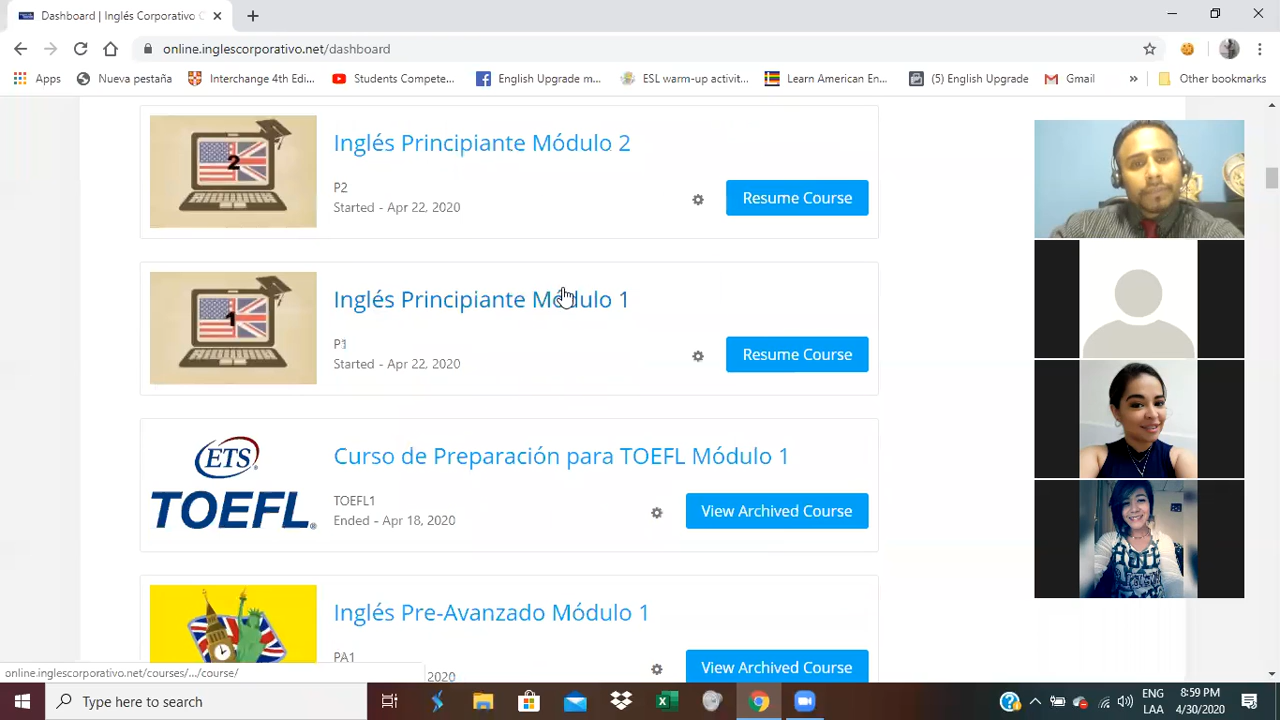 Dashboard | Inglés Corporativo
online.inglescorporativo.net/dashboard
Apps
Nueva pestaña
Interchange 4th Edi...
Students Compete...
English Upgrade m...
ESL warm-up activit...
Learn American En...
(5) English Upgrade
Gmail
»
Other bookmarks
2
Inglés Principiante Módulo 2
P2
Started - Apr 22, 2020
Resume Course
1
Inglés Principiante Módulo 1
P1
Started - Apr 22, 2020
Resume Course
ETS
TOEFL
Curso de Preparación para TOEFL Módulo 1
TOEFL1
Ended - Apr 18, 2020
View Archived Course
Inglés Pre-Avanzado Módulo 1
PA1
2020
View Archived Course
online.inglescorporativo.net/courses/.../course/
Type here to search
ENG
LAA
8:59 PM
4/30/2020